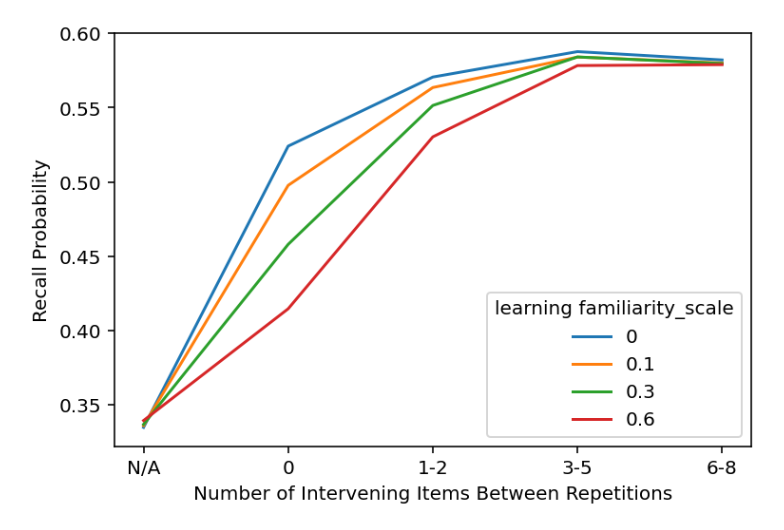 0.60
0.55
0.50
0.45
0.40
0.35
Recall Probability
learning familiarity_scale
0
0.1
0.3
0.6
N/A 0 1-2 3-5 6-8
Number of Intervening Items Between Repetitions